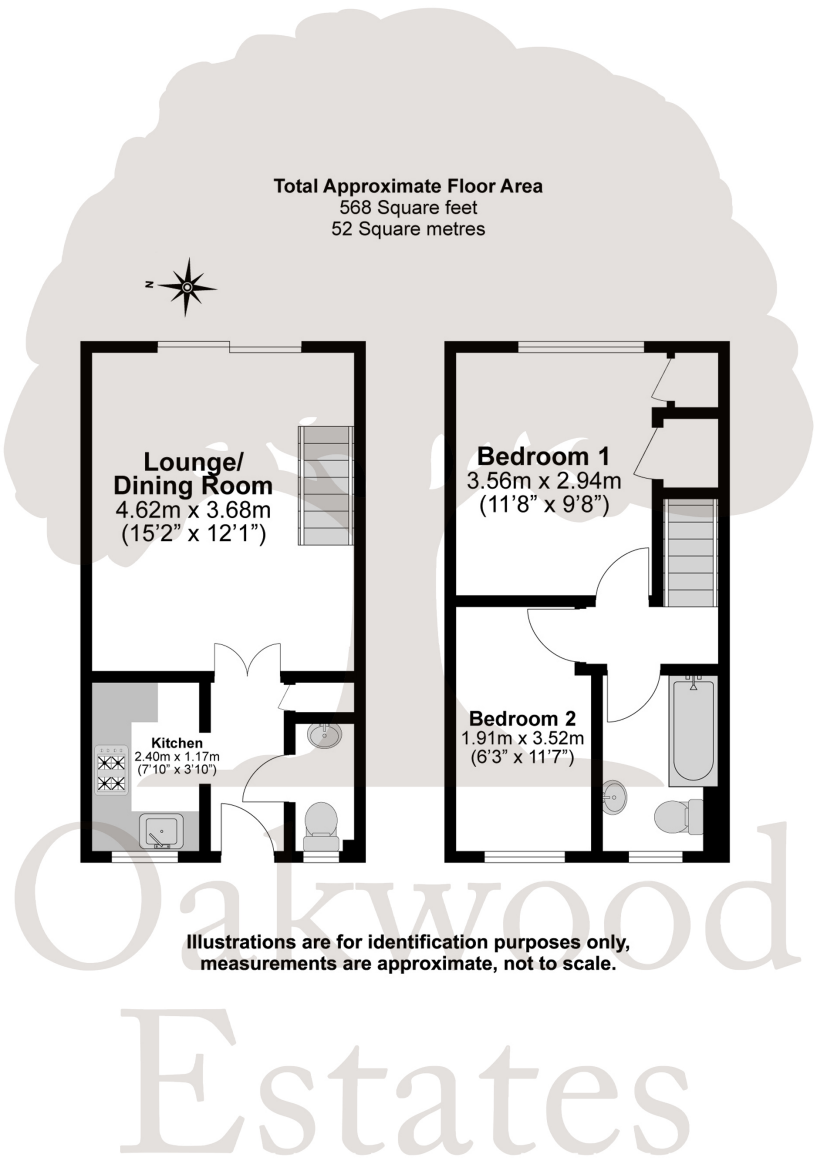 Total Approximate Floor Area
568 Square feet
52 Square metres
N
Lounge/
Dining Room
4.62m x 3.68m
(15'2” x 12'1”)
Bedroom 1
3.56m x 2.94m
(11'8” x 9'8”)
Kitchen
2.40m x 1.17m
(7'10” x 3'10”)
Bedroom 2
1.91m x 3.52m
(6'3” x 11'7”)
Illustrations are for identification purposes only,
measurements are approximate, not to scale.
Oakwood
Estates